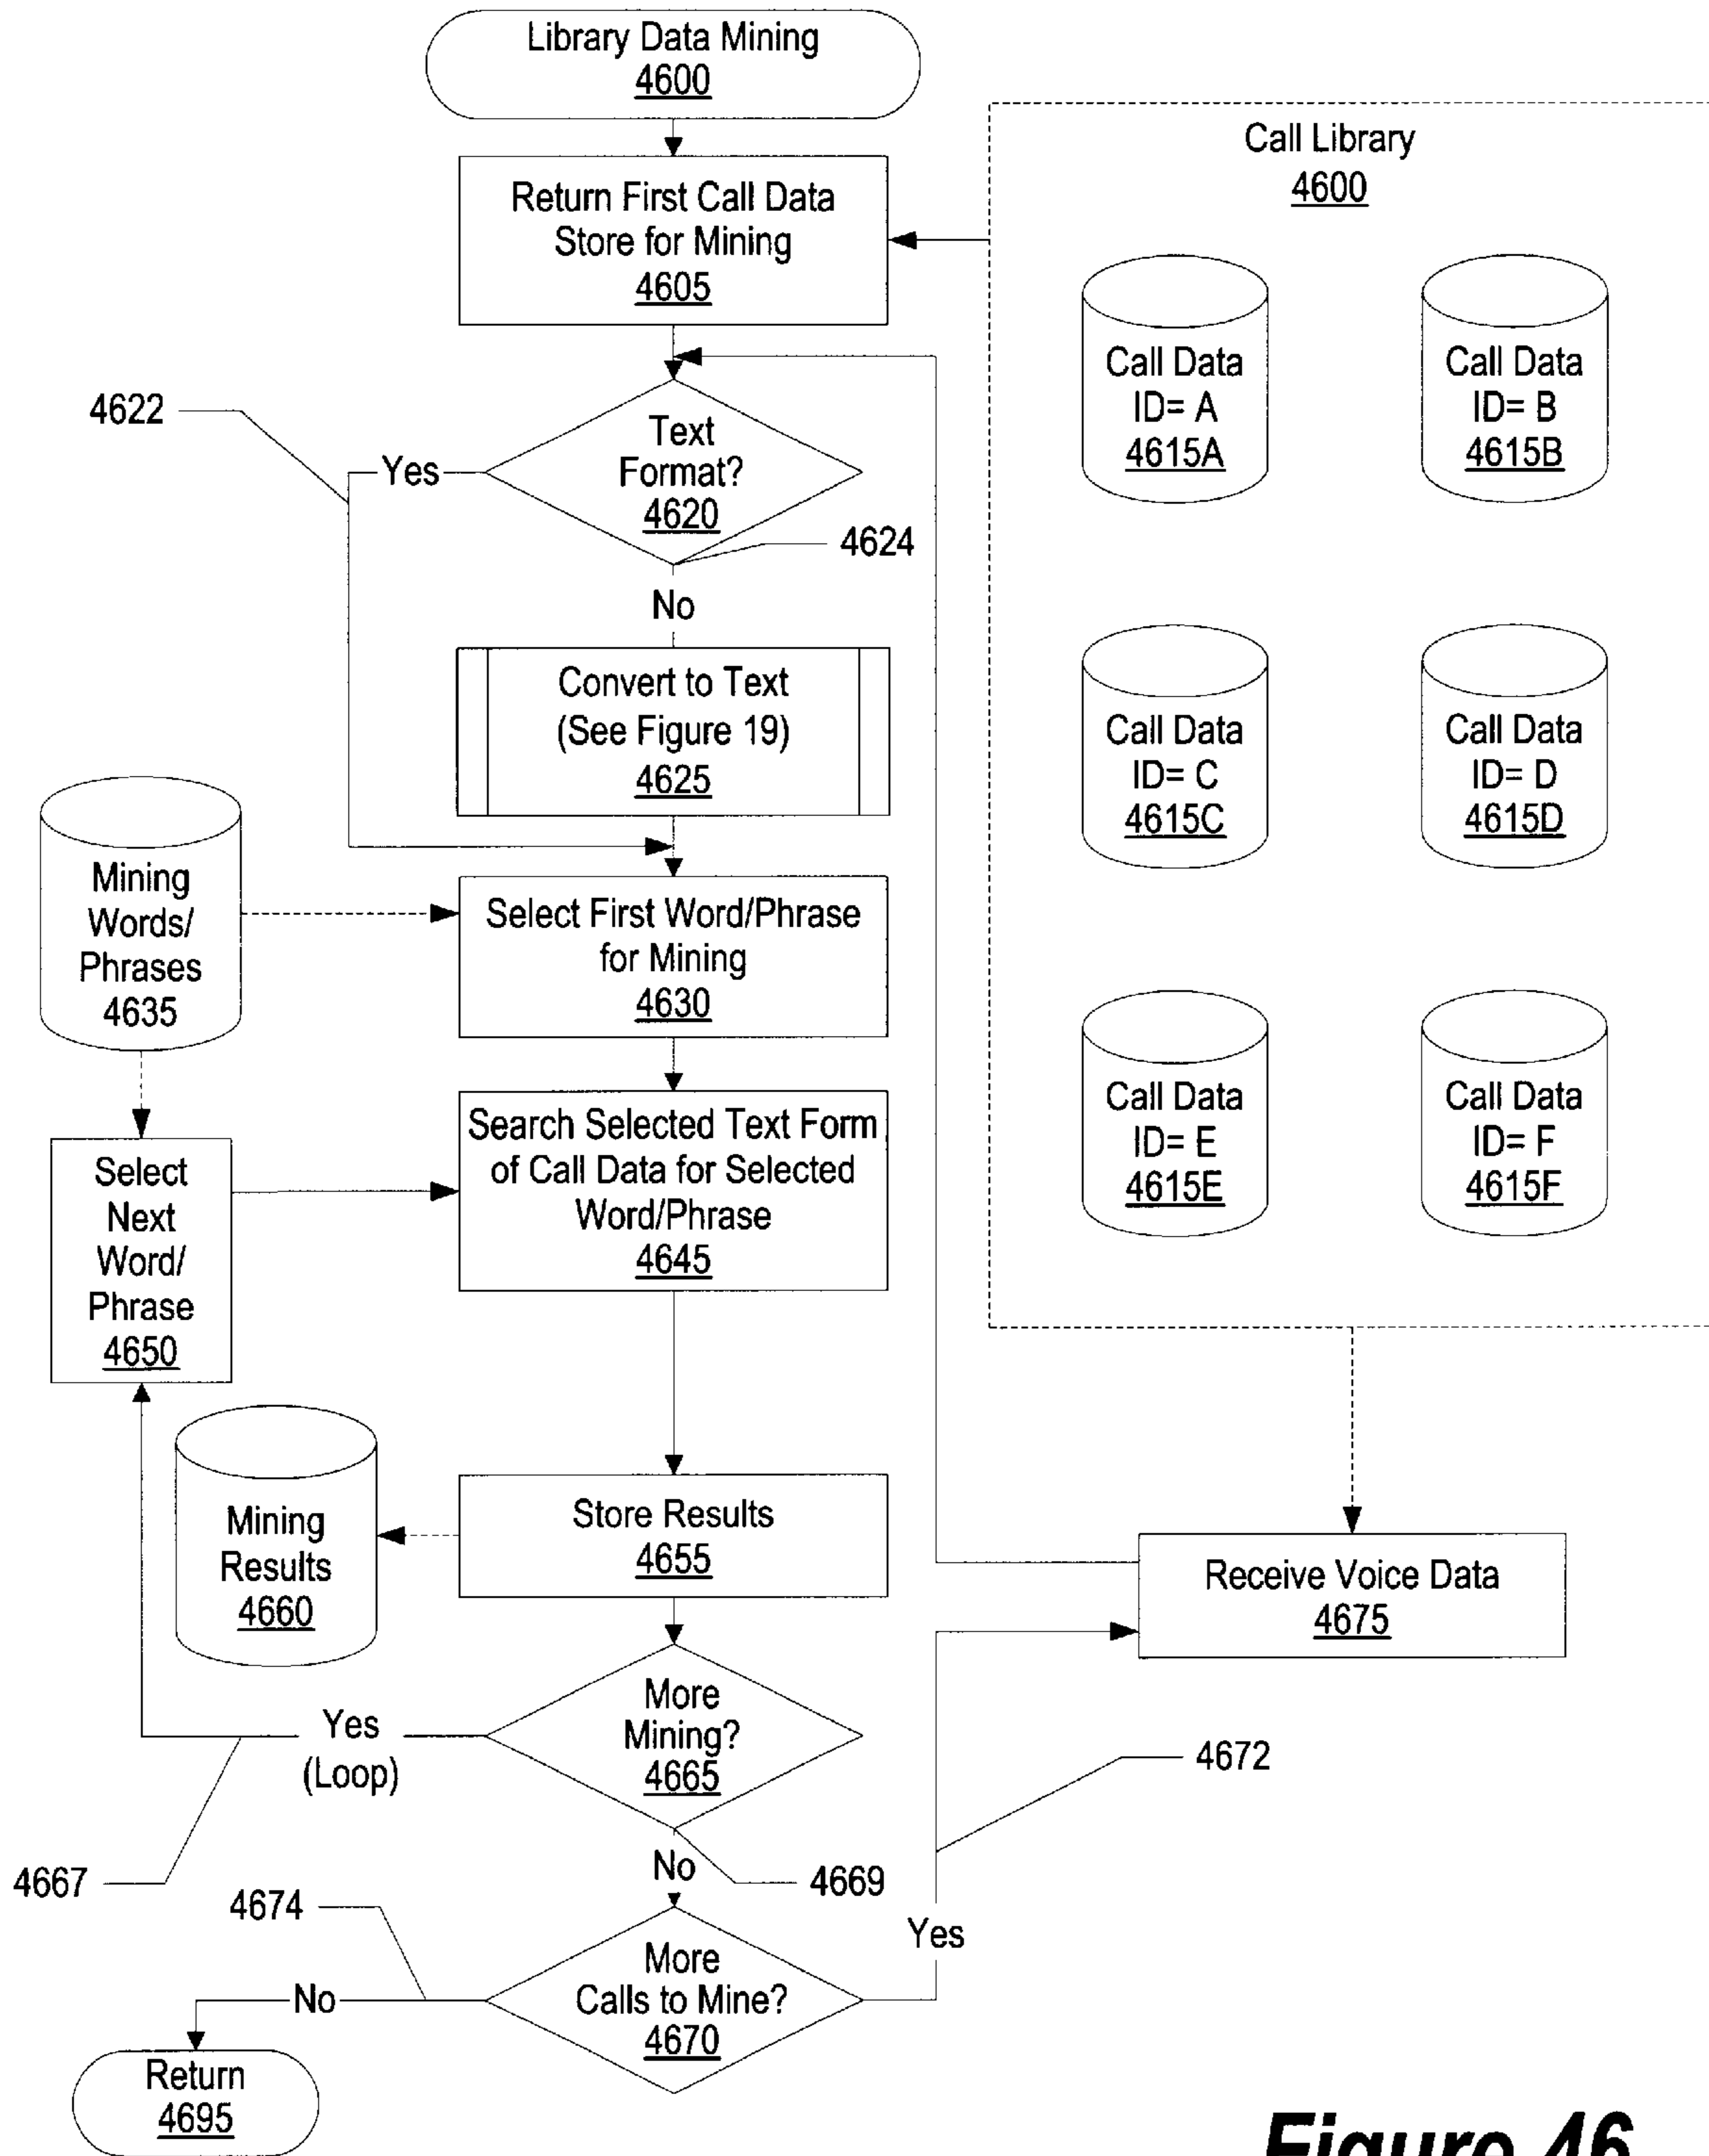 Library Data Mining
4600
Return First Call Data
Store for Mining
4605
Call Library
4600
Call Data
ID= A
4615A
Call Data
ID= B
4615B
Call Data
ID= C
4615C
Call Data
ID= D
4615D
Call Data
ID= E
4615E
Call Data
ID= F
4615F
4622
Yes
Text
Format?
4620
4624
No
Convert to Text
(See Figure 19)
4625
Mining
Words/
Phrases
4635
Select First Word/Phrase
for Mining
4630
Select
Next
Word/
Phrase
4650
Search Selected Text Form
of Call Data for Selected
Word/Phrase
4645
Mining
Results
4660
Store Results
4655
Receive Voice Data
4675
Yes
(Loop)
More
Mining?
4665
4672
4667
No
4669
4674
Yes
No
More
Calls to Mine?
4670
Return
4695
Figure 46